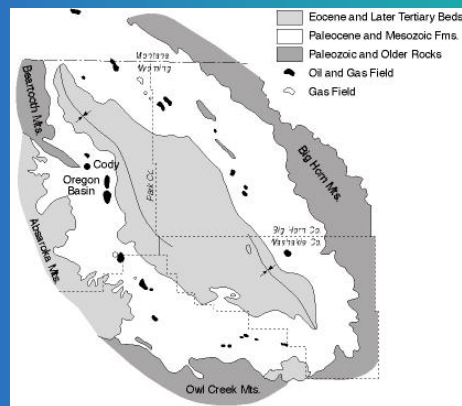 Eocene and Later Tertiary Beds
Paleocene and Mesozoic Fms.
Paleozoic and Older Rocks
Oil and Gas Field
Gas Field
Montana
Wyoming
Beartooth Mts.
Cody
Oregon
Basin
Park Co.
Big Horn Mts.
Absaroka Mts.
Big Horn Co.
Washakie Co.
Owl Creek Mts.